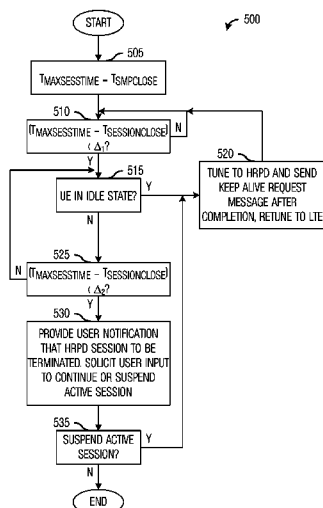 500
START
505
TMAXSESSTIME – TSMPCLOSE
510
(TMAXSESSTIME – TSESSIONCLOSE)
⟨ Δ1?
N
Y
515
UE IN IDLE STATE?
Y
N
520
TUNE TO HRPD AND SEND
KEEP ALIVE REQUEST
MESSAGE AFTER
COMPLETION, RETUNE TO LTE
525
(TMAXSESSTIME – TSESSIONCLOSE)
⟨ Δ2?
N
Y
530
PROVIDE USER NOTIFICATION
THAT HRPD SESSION TO BE
TERMINATED. SOLICIT USER INPUT
TO CONTINUE OR SUSPEND
ACTIVE SESSION
535
SUSPEND ACTIVE
SESSION?
Y
N
END